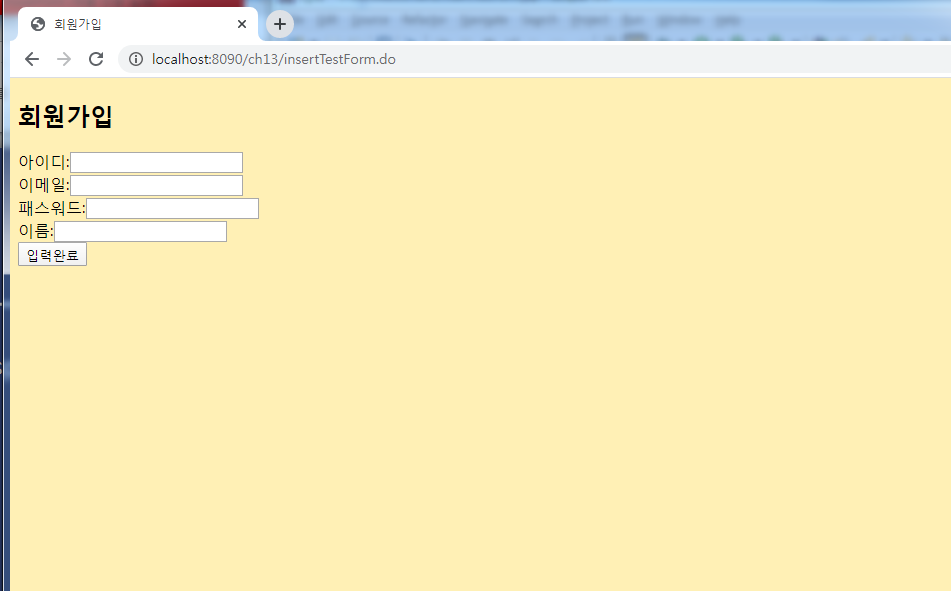 회원가입
localhost:8090/ch13/insertTestForm.do
회원가입
아이디:
이메일:
패스워드:
이름:
입력완료